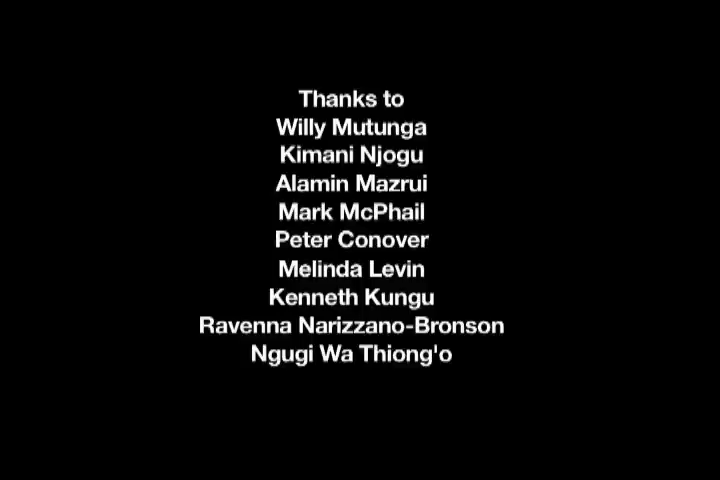 Thanks to
Willy Mutunga
Kimani Njogu
Alamin Mazrui
Mark McPhail
Peter Conover
Melinda Levin
Kenneth Kungu
Ravenna Narizzano-Bronson
Ngugi Wa Thiong'o